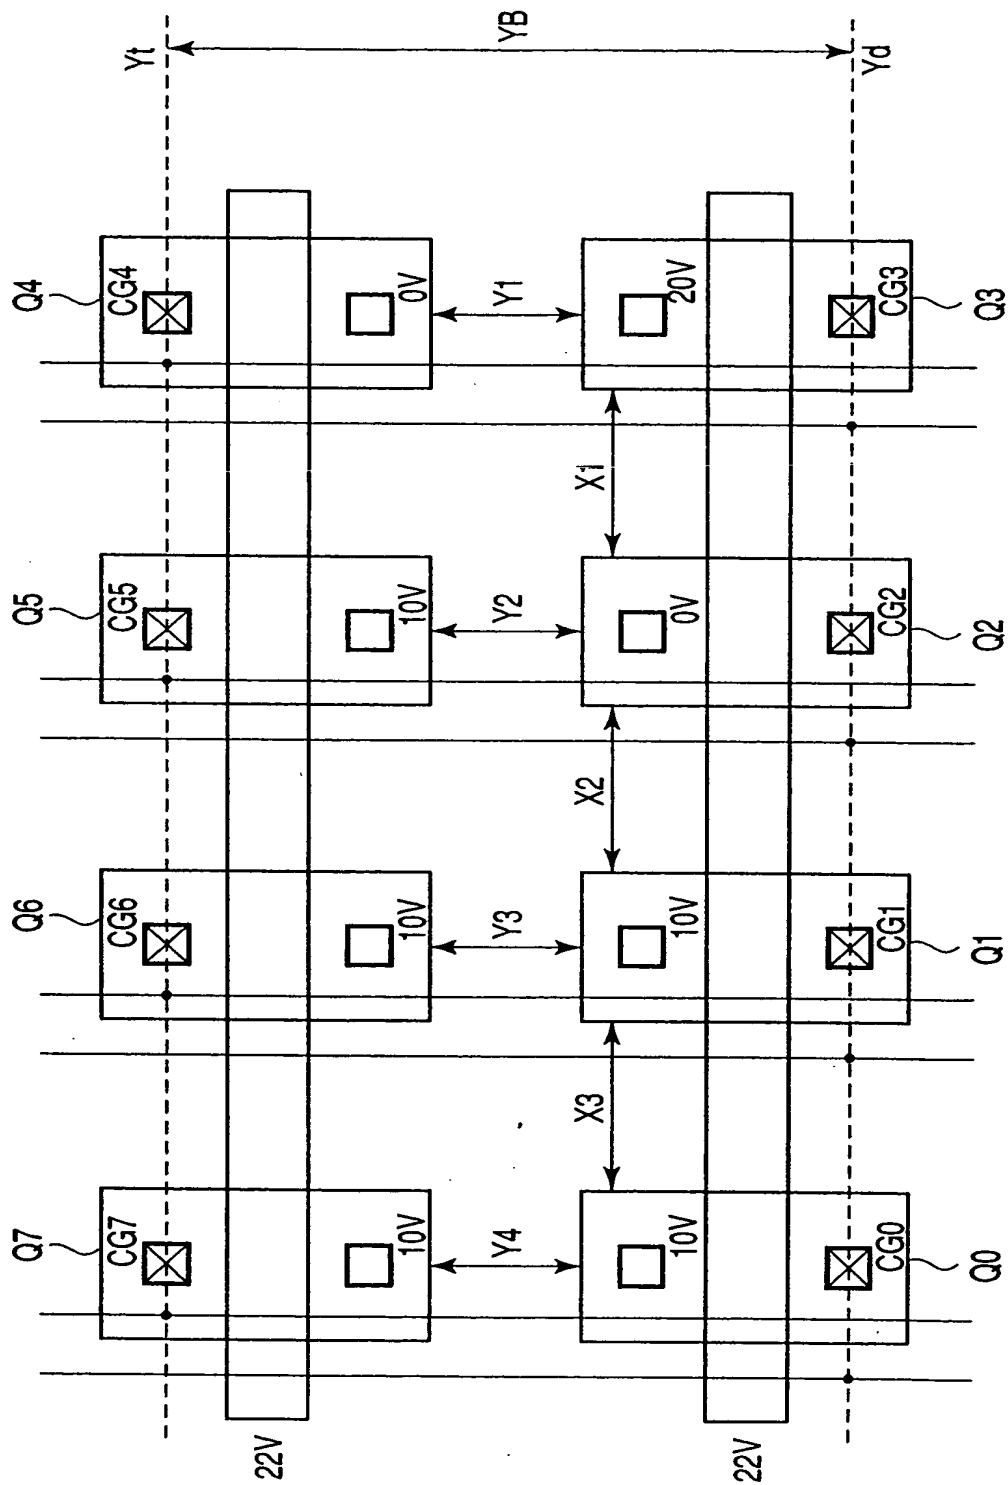 Q7 Q6 Q5 Q4
CG7 CG6 CG5 CG4 Yt
22V
10V 10V 10V 0V
Y4 Y3 Y2 Y1 YB
X3 X2 X1
10V 10V 0V 20V
22V
CG0 CG1 CG2 CG3 Yd
Q0 Q1 Q2 Q3